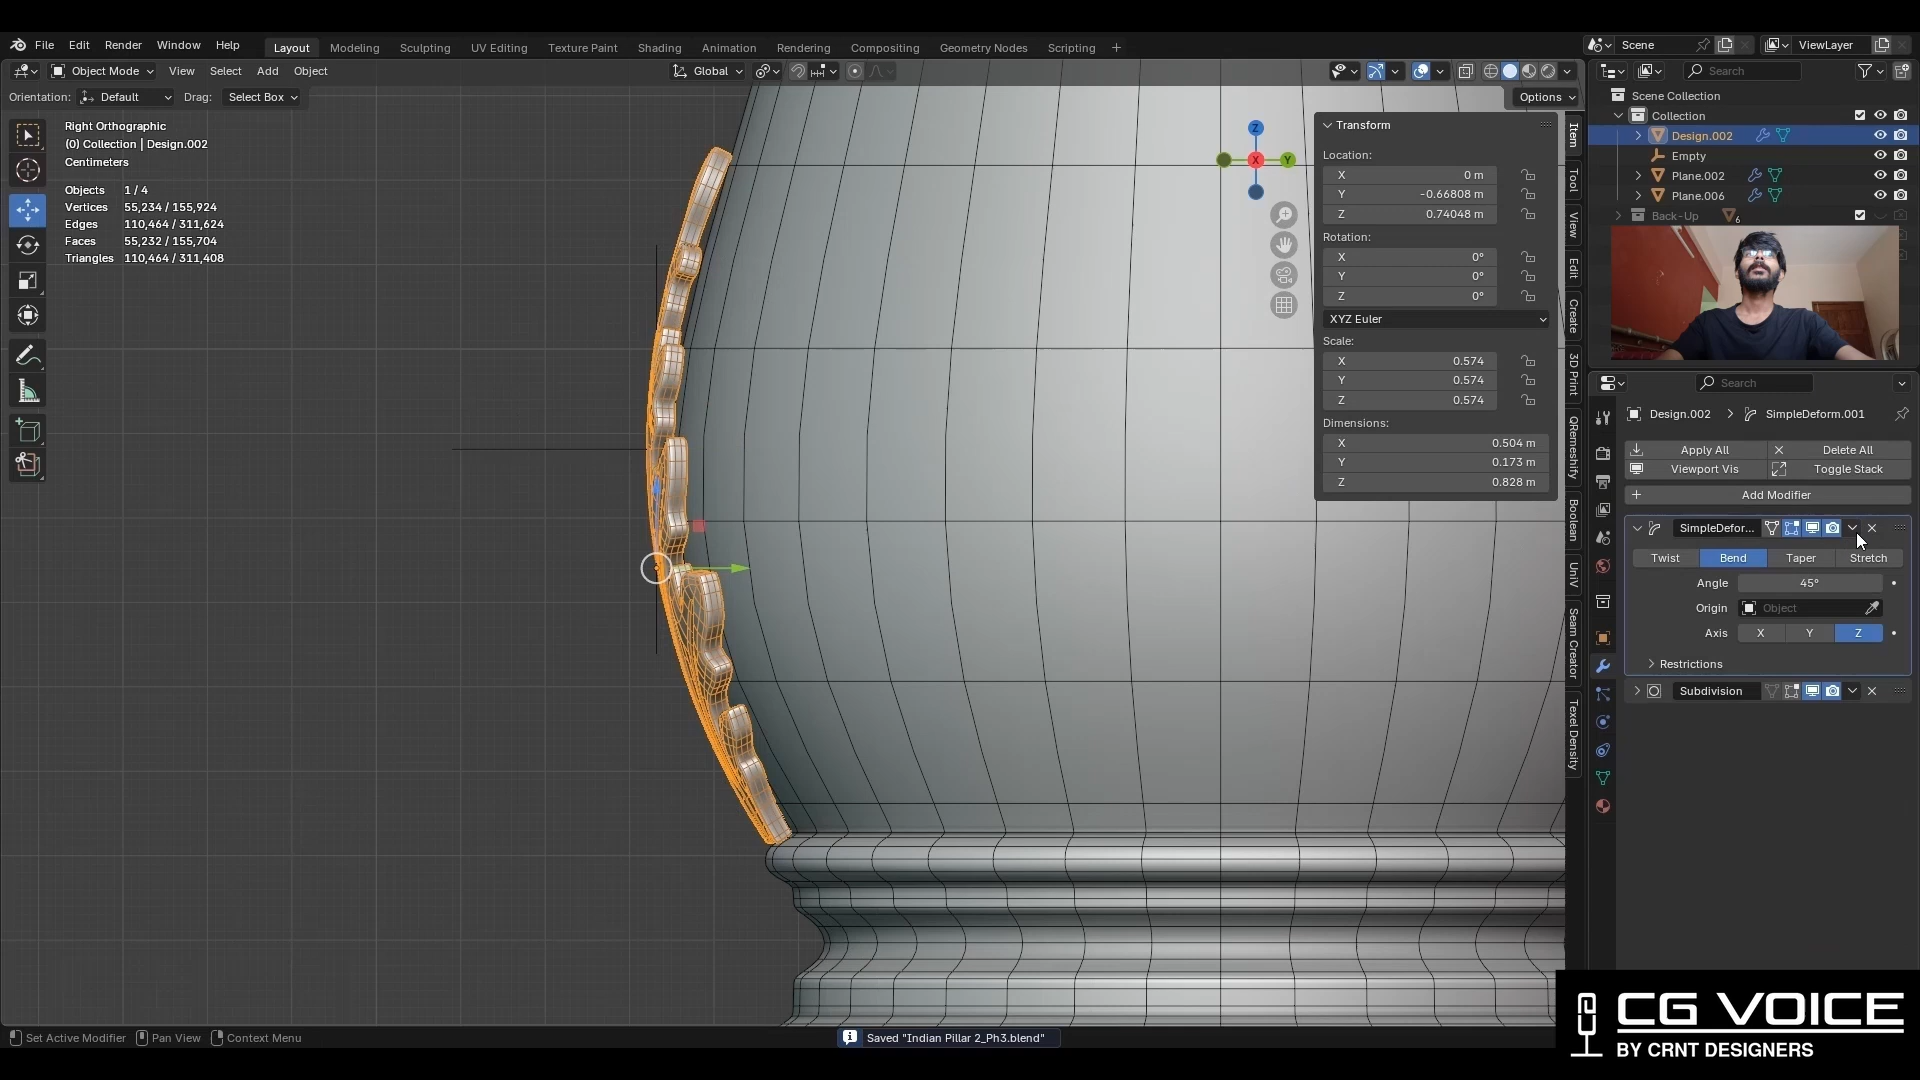 File Edit Render Window Help Layout Modeling Sculpting UV Editing Texture Paint Shading Animation Rendering Compositing Geometry Nodes Scripting + Scene ViewLayer
Object Mode View Select Add Object Global Search
Orientation: Default Drag: Select Box Options
Scene Collection
Collection
Design.002
Empty
Plane.002
Plane.006
Back-Up 6
Right Orthographic
(0) Collection | Design.002
Centimeters
Objects 1 / 4
Vertices 55,234 / 155,924
Edges 110,464 / 311,624
Faces 55,232 / 155,704
Triangles 110,464 / 311,408
Z
X
Y
Transform
Location:
X 0 m
Y -0.66808 m
Z 0.74048 m
Rotation:
X 0°
Y 0°
Z 0°
XYZ Euler
Scale:
X 0.574
Y 0.574
Z 0.574
Dimensions:
X 0.504 m
Y 0.173 m
Z 0.828 m
Item
Tool
View
Edit
Create
3D Print
QRemeshify
Boolean
UniV
Seam Creator
Texel Density
Search
Design.002 SimpleDeform.001
Apply All Delete All
Viewport Vis Toggle Stack
Add Modifier
SimpleDefor...
Twist Bend Taper Stretch
Angle 45°
Origin Object
Axis X Y Z
Restrictions
Subdivision
CG VOICE
BY CRNT DESIGNERS
Set Active Modifier Pan View Context Menu Saved "Indian Pillar 2_Ph3.blend"